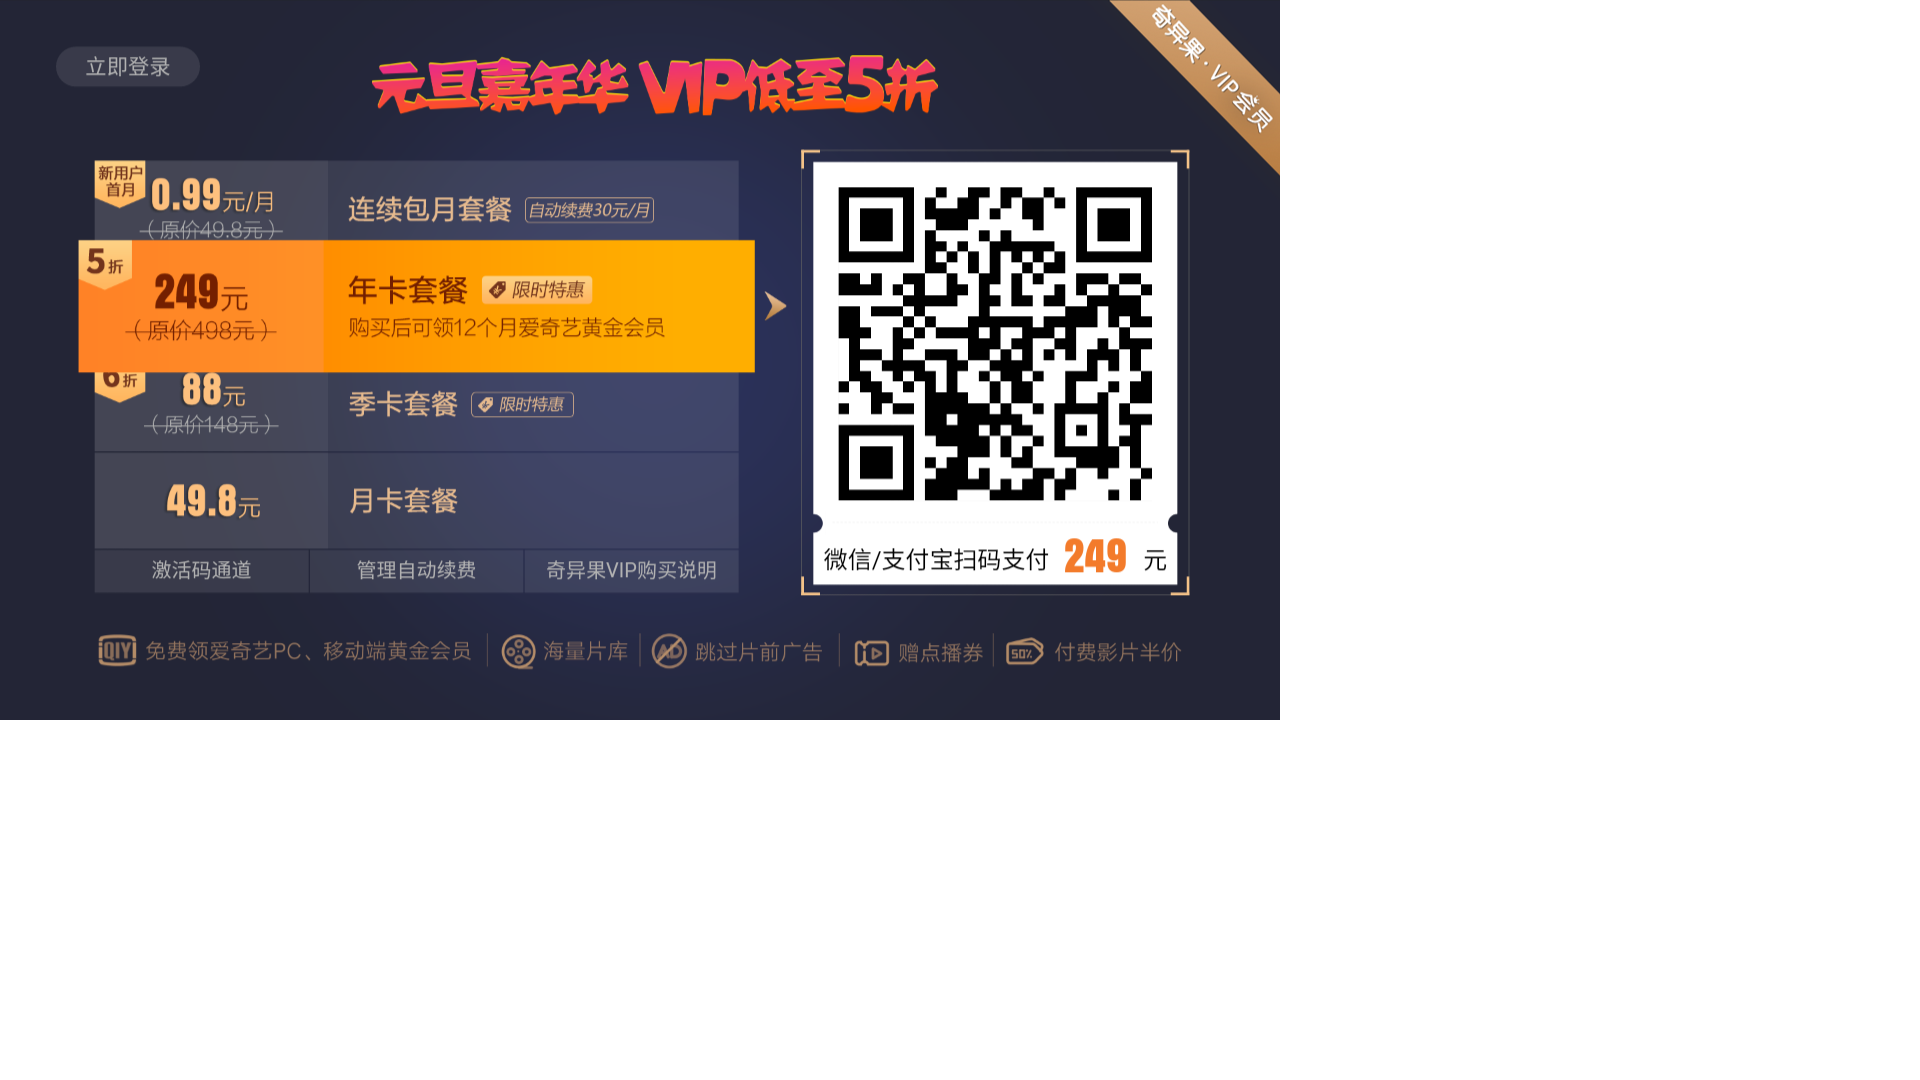 立即登录
元旦嘉年华 VIP低至5折
奇异果·VIP会员
新用户
首月
0.99元/月
（原价49.8元）
连续包月套餐 自动续费30元/月
5折
249元
（原价498元）
年卡套餐 限时特惠
购买后可领12个月爱奇艺黄金会员
6折
88元
（原价148元）
季卡套餐 限时特惠
49.8元
月卡套餐
激活码通道 管理自动续费 奇异果VIP购买说明
微信/支付宝扫码支付 249 元
iQIYI 免费领爱奇艺PC、移动端黄金会员 海量片库 AD 跳过片前广告 赠点播券 50% 付费影片半价